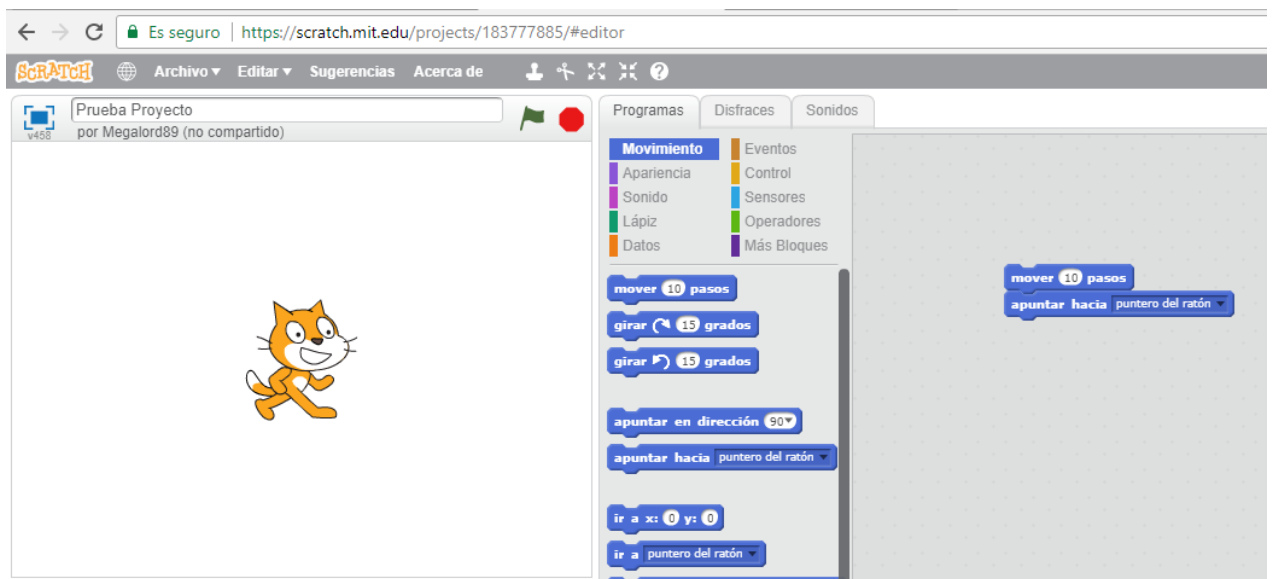 Es seguro | https://scratch.mit.edu/projects/183777885/#editor
SCRATCH Archivo Editar Sugerencias Acerca de
Prueba Proyecto
v458
por Megalord89 (no compartido)
Programas Disfraces Sonidos
Movimiento Eventos
Apariencia Control
Sonido Sensores
Lápiz Operadores
Datos Más Bloques
mover 10 pasos
girar 15 grados
girar 15 grados
apuntar en dirección 90
apuntar hacia puntero del ratón
ir a x: 0 y: 0
ir a puntero del ratón
mover 10 pasos
apuntar hacia puntero del ratón